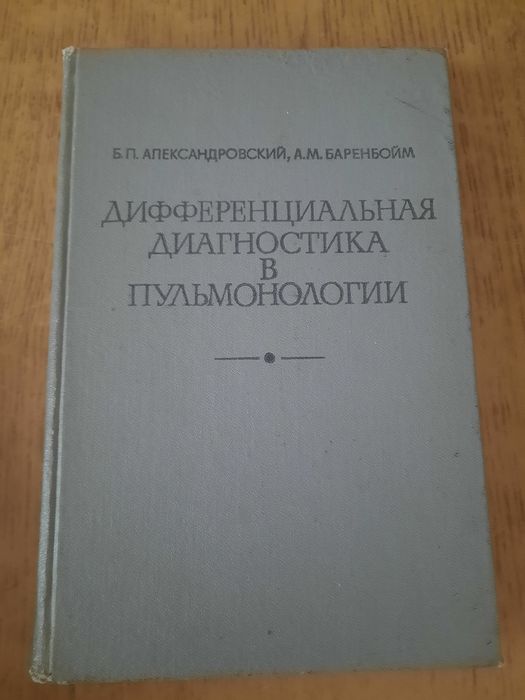 Б.П. АЛЕКСАНДРОВСКИЙ, А.М. БАРЕНБОЙМ
ДИФФЕРЕНЦИАЛЬНАЯ
ДИАГНОСТИКА
В
ПУЛЬМОНОЛОГИИ